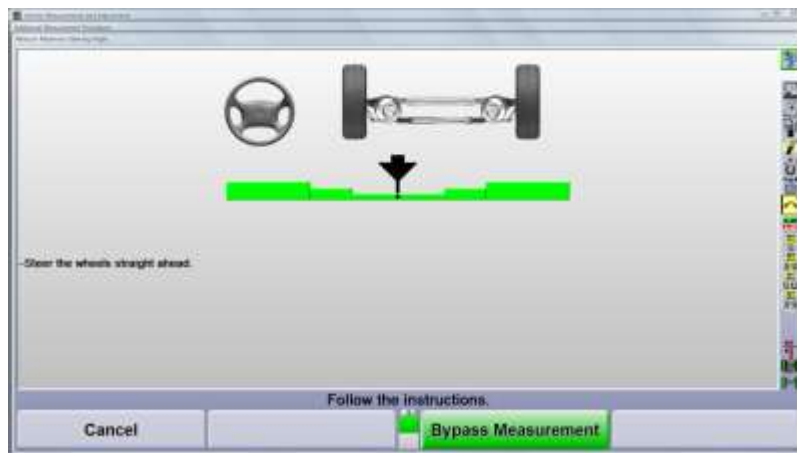 -Steer the wheels straight ahead.
Follow the instructions.
Cancel
Bypass Measurement